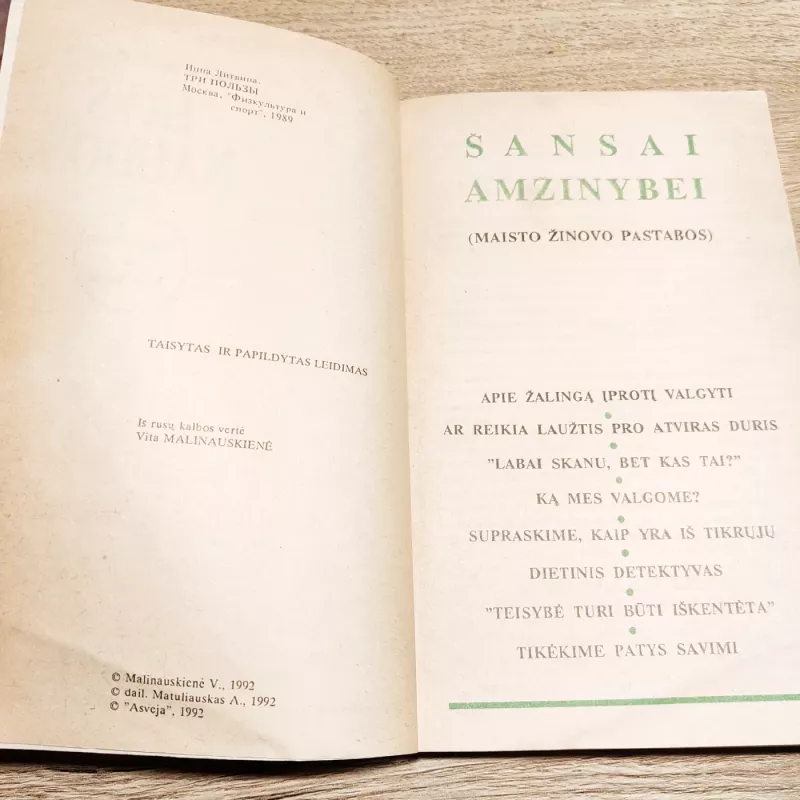 Инна Литвина.
ТРИ ПОЛЬЗЫ
Москва, "Физкультура и
спорт", 1989
TAISYTAS IR PAPILDYTAS LEIDIMAS
Iš rusų kalbos vertė
Vita MALINAUSKIENĖ
© Malinauskienė V., 1992
© dail. Matuliauskas A., 1992
© "Asveja", 1992
ŠANSAI
AMŽINYBEI
(MAISTO ŽINOVO PASTABOS)
APIE ŽALINGĄ ĮPROTĮ VALGYTI
AR REIKIA LAUŽTIS PRO ATVIRAS DURIS
"LABAI SKANU, BET KAS TAI?"
KĄ MES VALGOME?
SUPRASKIME, KAIP YRA IŠ TIKRŲJŲ
DIETINIS DETEKTYVAS
"TEISYBĖ TURI BŪTI IŠKENTĖTA"
TIKĖKIME PATYS SAVIMI